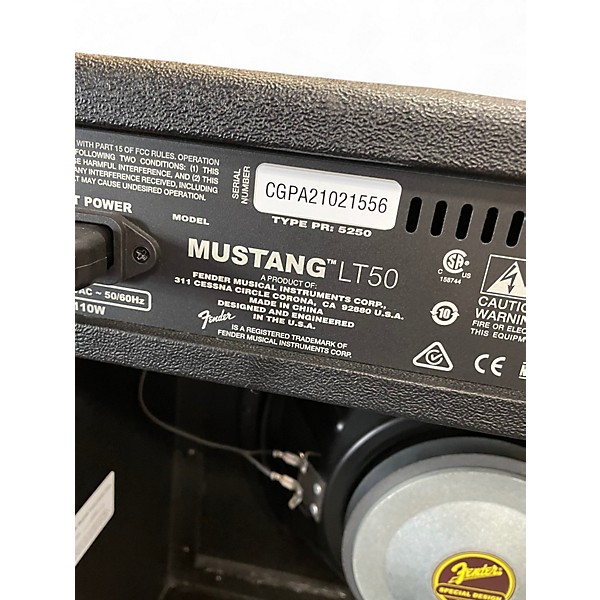 WITH PART 15 OF FCC RULES, OPERATION
FOLLOWING TWO CONDITIONS: (1) THIS
HARMFUL INTERFERENCE, AND (2) THIS
ANY INTERFERENCE RECEIVED, INCLUDING
THAT MAY CAUSE UNDESIRED OPERATION.
SERIAL
NUMBER
CGPA21021556
POWER
MODEL
TYPE PR: 5250
MUSTANG™ LT50
A PRODUCT OF:
FENDER MUSICAL INSTRUMENTS CORP.,
311 CESSNA CIRCLE CORONA, CA 92880 U.S.A.
MADE IN CHINA
DESIGNED AND ENGINEERED
IN THE U.S.A.
Fender
IS A REGISTERED TRADEMARK OF
FENDER MUSICAL INSTRUMENTS CORP.
~ 50/60Hz
110W
C US
158744
10
CE
CAUTION
WARNING
FIRE OR
THIS
Fender
SPECIAL DESIGN